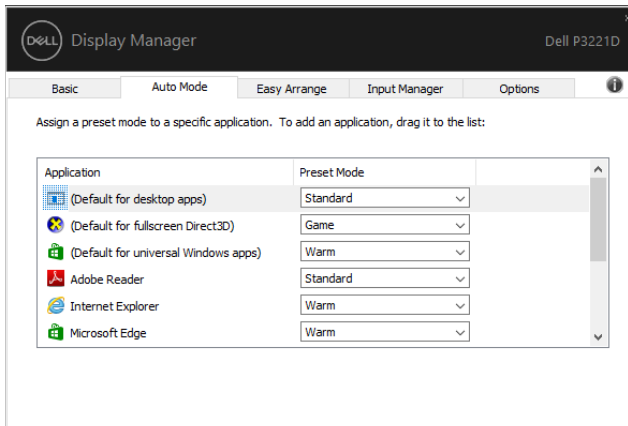 DELL Display Manager Dell P3221D
Basic Auto Mode Easy Arrange Input Manager Options i
Assign a preset mode to a specific application. To add an application, drag it to the list:
Application Preset Mode
(Default for desktop apps) Standard
(Default for fullscreen Direct3D) Game
(Default for universal Windows apps) Warm
Adobe Reader Standard
Internet Explorer Warm
Microsoft Edge Warm